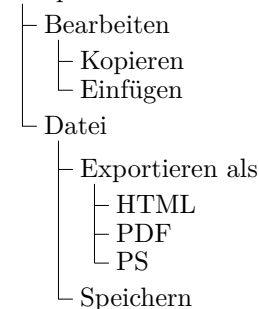 Bearbeiten
Kopieren
Einfügen
Datei
Exportieren als
HTML
PDF
PS
Speichern